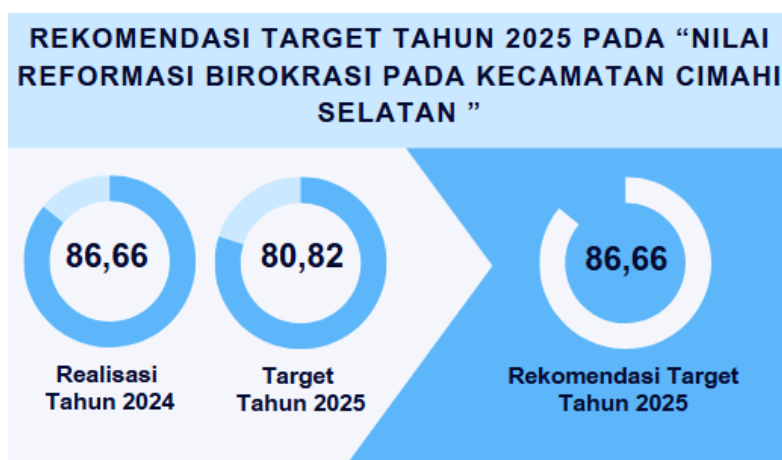 REKOMENDASI TARGET TAHUN 2025 PADA “NILAI
REFORMASI BIROKRASI PADA KECAMATAN CIMAHI
SELATAN ”
86,66
80,82
86,66
Realisasi
Tahun 2024
Target
Tahun 2025
Rekomendasi Target
Tahun 2025